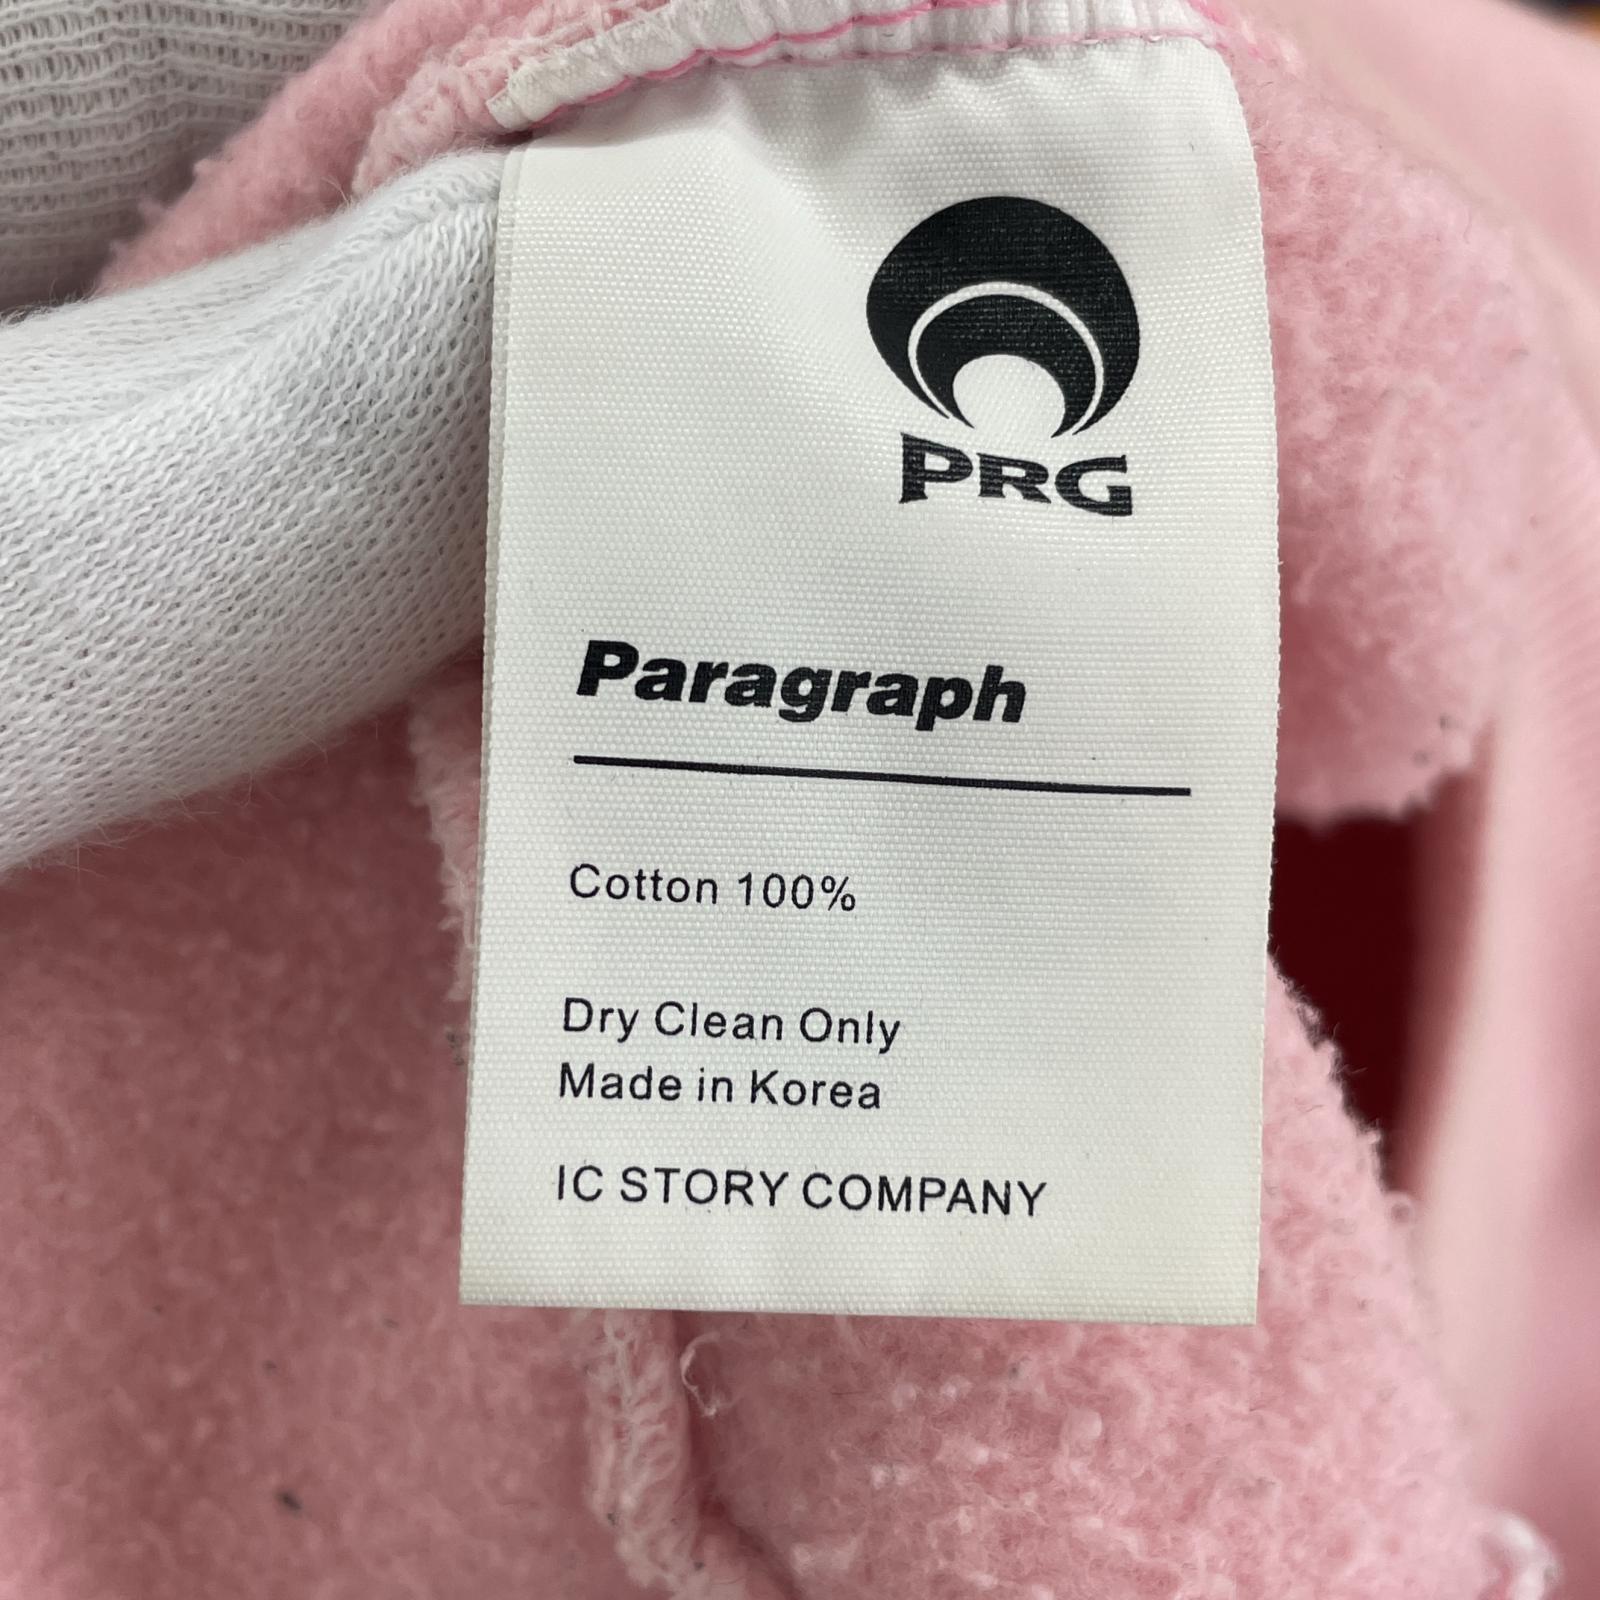 PRG
Paragraph
Cotton 100%
Dry Clean Only
Made in Korea
IC STORY COMPANY